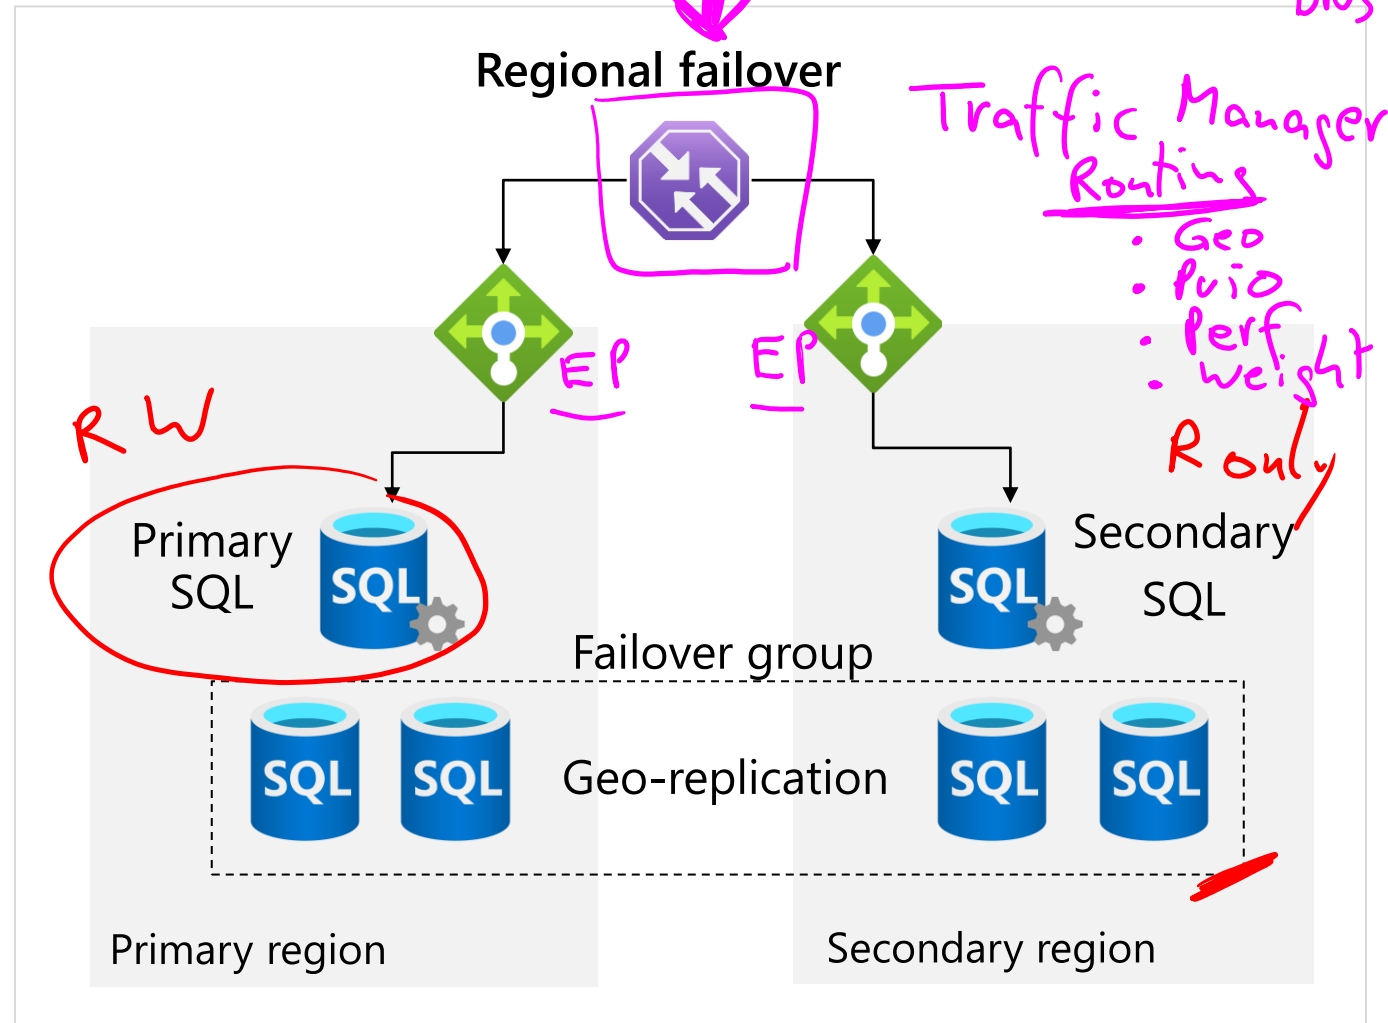 Regional failover
Traffic Manager
Routing
• Geo
• Prio
• Perf
• Weight
EP
EP
RW
R only
Primary
SQL
SQL
SQL
Secondary
SQL
Failover group
SQL
SQL
Geo-replication
SQL
SQL
Primary region
Secondary region